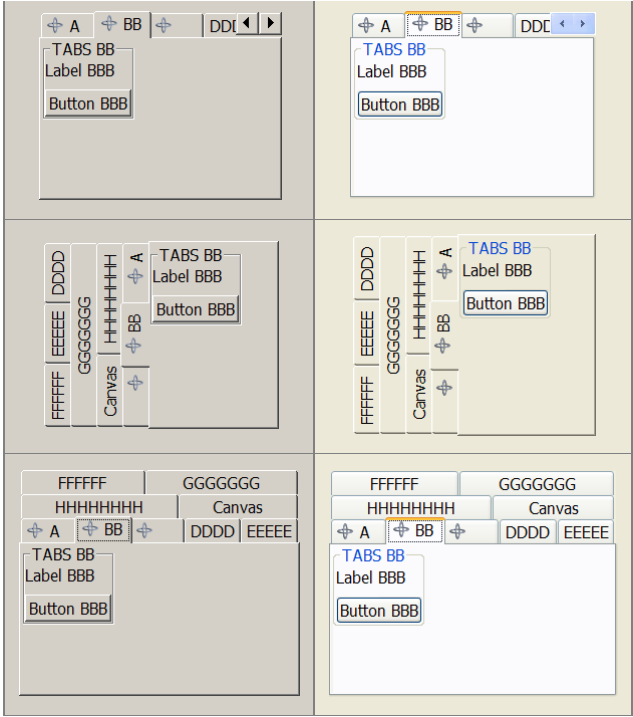 A BB DDD
TABS BB
Label BBB
Button BBB
A BB DDD
TABS BB
Label BBB
Button BBB
DDDD
EEEEE
FFFFFF
GGGGGGG
HHHHHHHH
Canvas
A
BB
TABS BB
Label BBB
Button BBB
DDDD
EEEEE
FFFFFF
GGGGGGG
HHHHHHHH
Canvas
A
BB
TABS BB
Label BBB
Button BBB
FFFFFF GGGGGGG
HHHHHHHH Canvas
A BB DDDD EEEEE
TABS BB
Label BBB
Button BBB
FFFFFF GGGGGGG
HHHHHHHH Canvas
A BB DDDD EEEEE
TABS BB
Label BBB
Button BBB